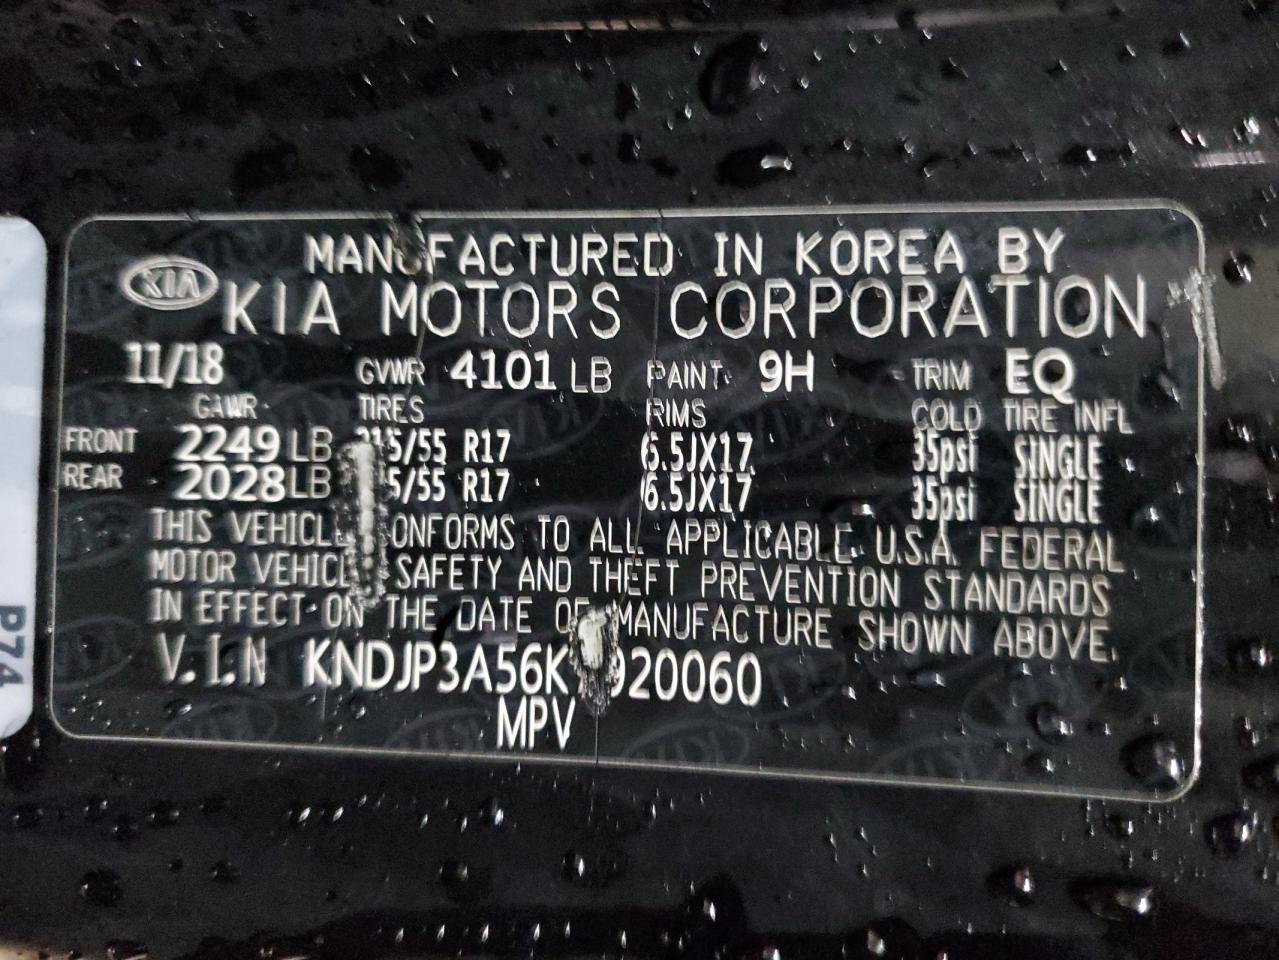 MANUFACTURED IN KOREA BY
KIA KIA MOTORS CORPORATION
11/18 GVWR 4101 LB PAINT 9H TRIM EQ
GAWR TIRES RIMS COLD TIRE INFL
FRONT 2249 LB R17 6.5JX17 35psi SINGLE
REAR 2028 LB R17 6.5JX17 35psi SINGLE
THIS VEHICLE CONFORMS TO ALL APPLICABLE U.S.A. FEDERAL
MOTOR VEHICLE SAFETY AND THEFT PREVENTION STANDARDS
IN EFFECT ON THE DATE OF MANUFACTURE SHOWN ABOVE.
V.I.N
MPV
P74